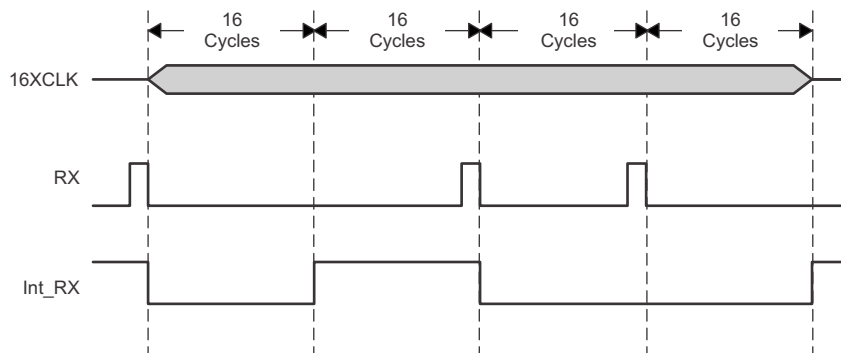 16 16 16 16
Cycles Cycles Cycles Cycles
16XCLK
RX
Int_RX